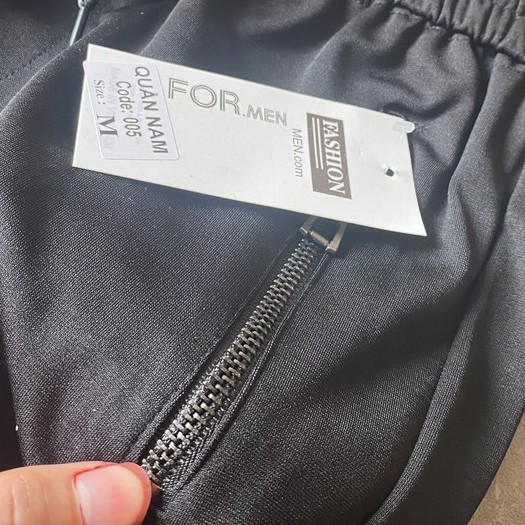 QUẦN NAM
Code: 005
Size: M
FOR.MEN
MEN.com
FASHION